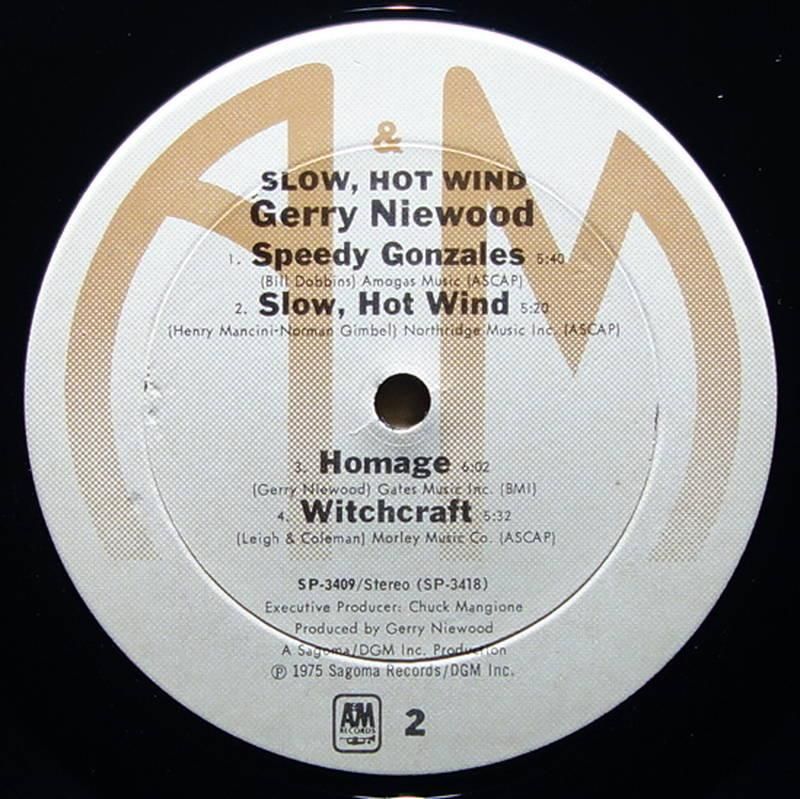 A & M
SLOW, HOT WIND
Gerry Niewood
1. Speedy Gonzales 5:40
(Bill Dobbins) Amogas Music (ASCAP)
2. Slow, Hot Wind 5:20
(Henry Mancini-Norman Gimbel) Northridge Music Inc. (ASCAP)
3. Homage 6:02
(Gerry Niewood) Gates Music Inc. (BMI)
4. Witchcraft 5:32
(Leigh & Coleman) Morley Music Co. (ASCAP)
SP-3409/Stereo (SP-3418)
Executive Producer: Chuck Mangione
Produced by Gerry Niewood
A Sagoma/DGM Inc. Production
℗ 1975 Sagoma Records/DGM Inc.
A&M
RECORDS
2